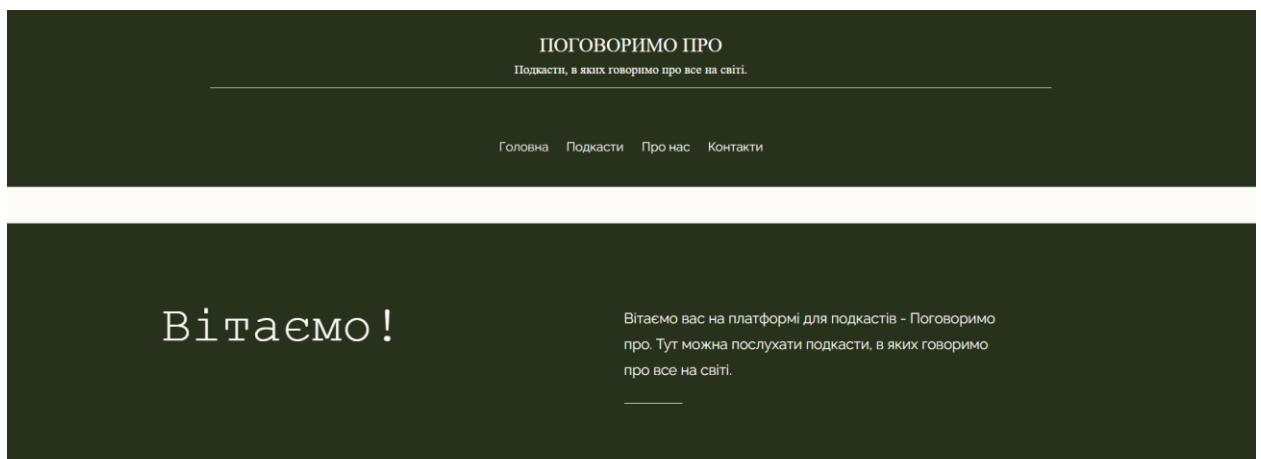 ПОГОВОРИМО ПРО
Подкасти, в яких говоримо про все на світі.
Головна Подкасти Про нас Контакти
Вітаємо!
Вітаємо вас на платформі для подкастів - Поговоримо
про. Тут можна послухати подкасти, в яких говоримо
про все на світі.